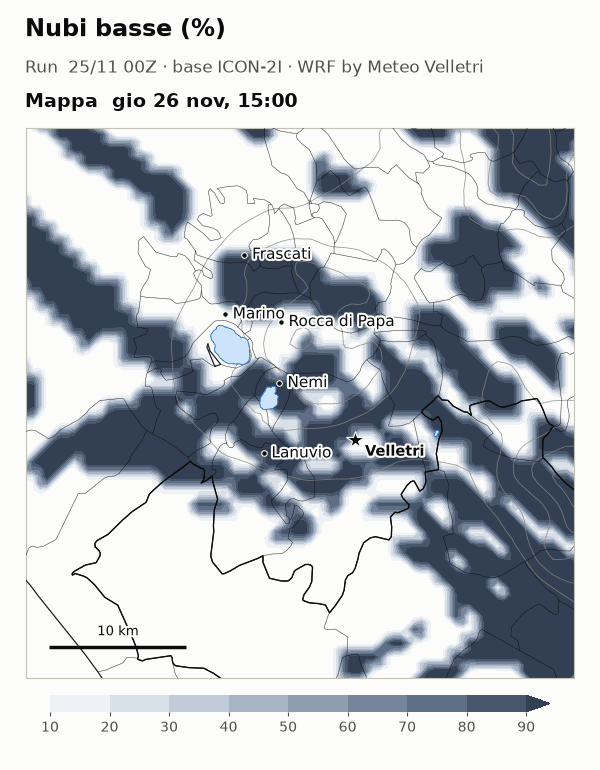 Nubi basse (%)
Run  25/11 00Z · base ICON-2I · WRF by Meteo Velletri
Mappa  gio 26 nov, 15:00
Frascati
Marino
Rocca di Papa
Nemi
Lanuvio
Velletri
10 km
10 20 30 40 50 60 70 80 90